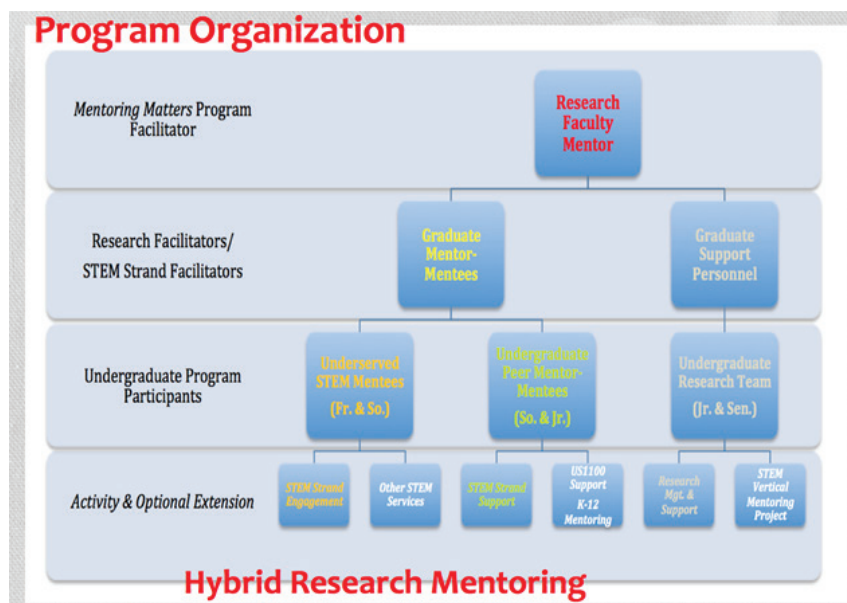 Program Organization
Mentoring Matters Program
Facilitator
Research
Faculty
Mentor
Research Facilitators/
STEM Strand Facilitators
Graduate
Mentor-
Mentees
Graduate
Support
Personnel
Undergraduate Program
Participants
Underserved
STEM Mentees
(Fr. & So.)
Undergraduate
Peer Mentor-
Mentees
(So. & Jr.)
Undergraduate
Research Team
(Jr. & Sen.)
Activity & Optional Extension
STEM Strand
Engagement
Other STEM
Services
STEM Strand
Support
US1100
Support
K-12
Mentoring
Research
Mgt. &
Support
STEM
Vertical
Mentoring
Project
Hybrid Research Mentoring